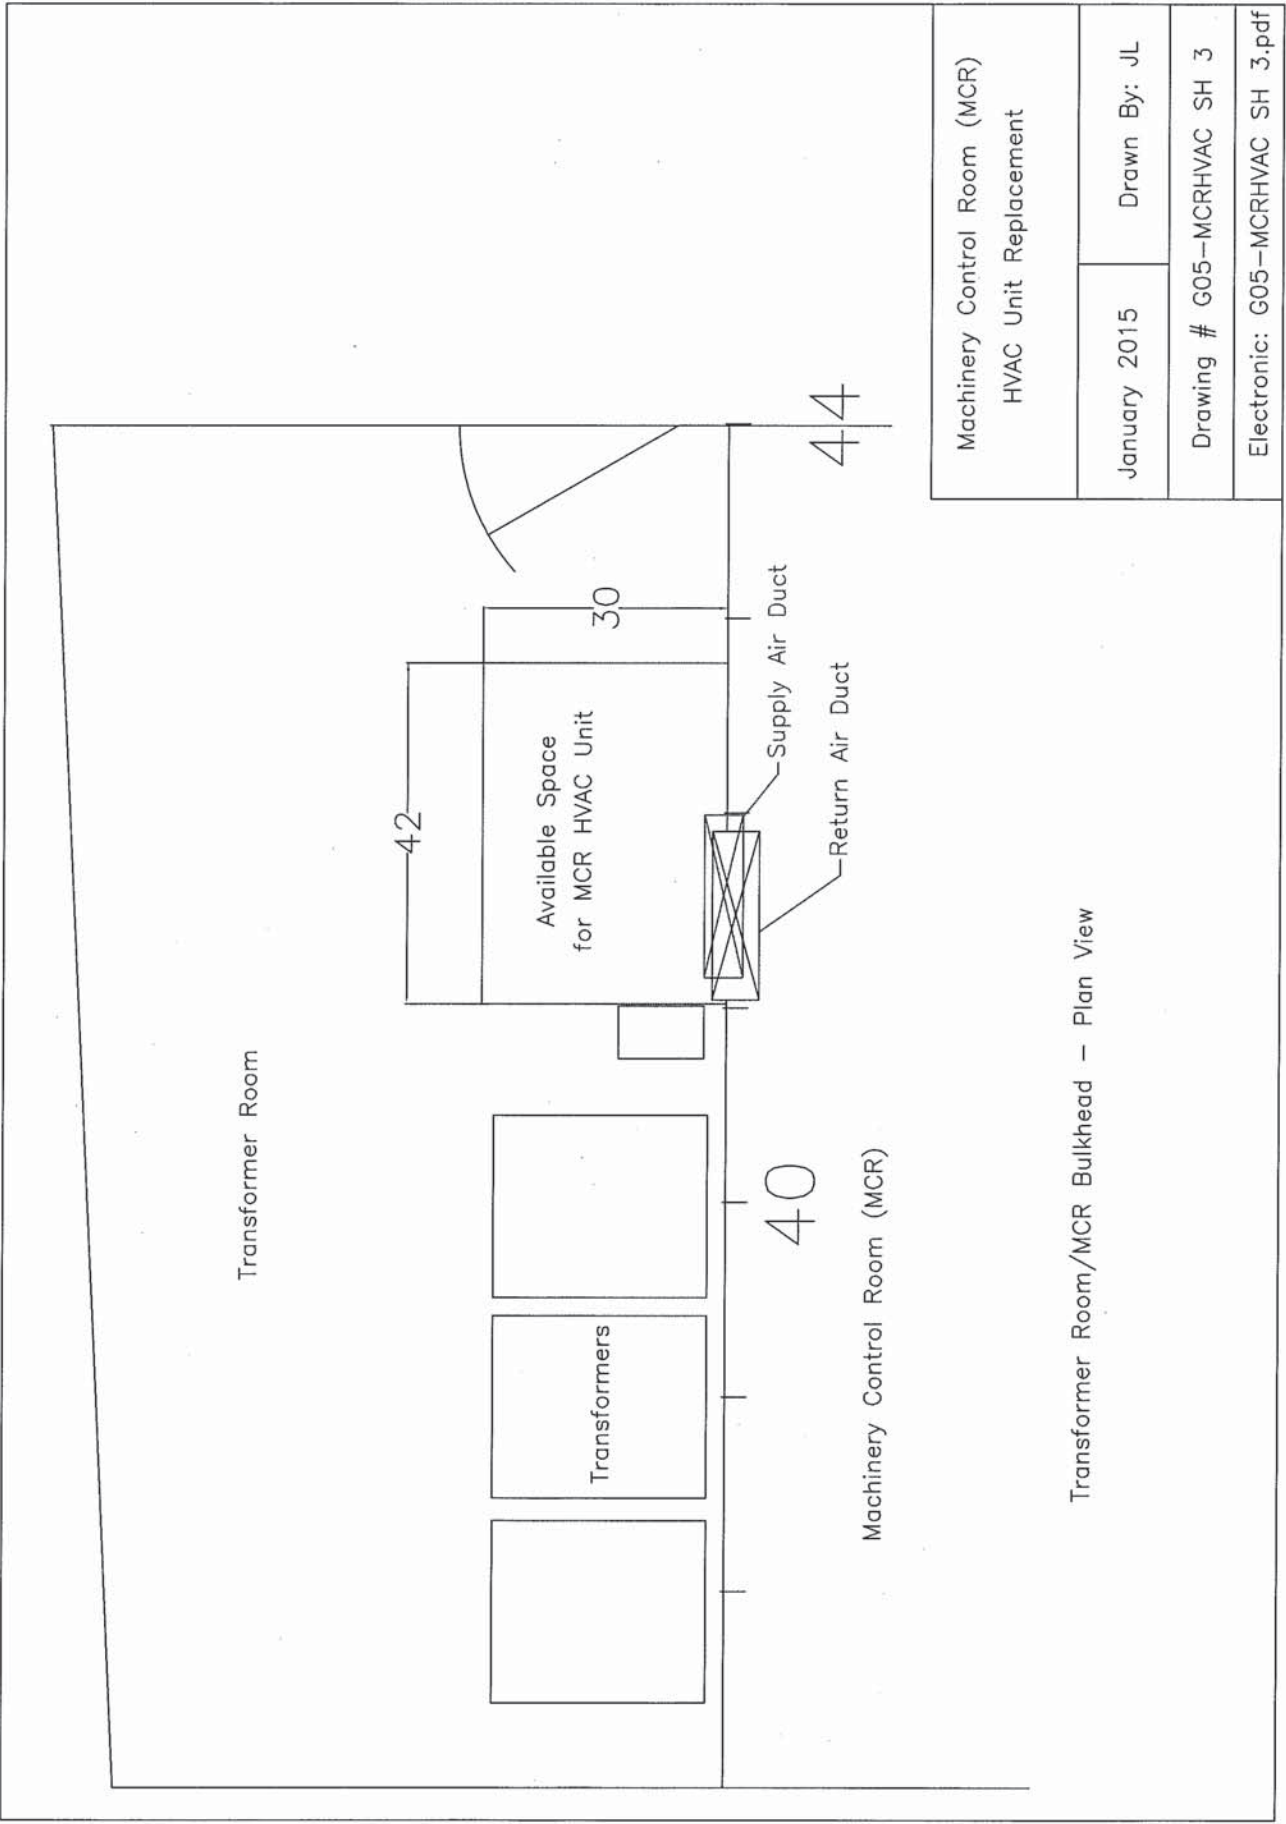 Transformer Room
42
Available Space
for MCR HVAC Unit
30
Transformers
Supply Air Duct
Return Air Duct
40
44
Machinery Control Room (MCR)
Transformer Room/MCR Bulkhead – Plan View
Machinery Control Room (MCR)
HVAC Unit Replacement
January 2015
Drawn By: JL
Drawing # G05–MCRHVAC SH 3
Electronic: G05–MCRHVAC SH 3.pdf